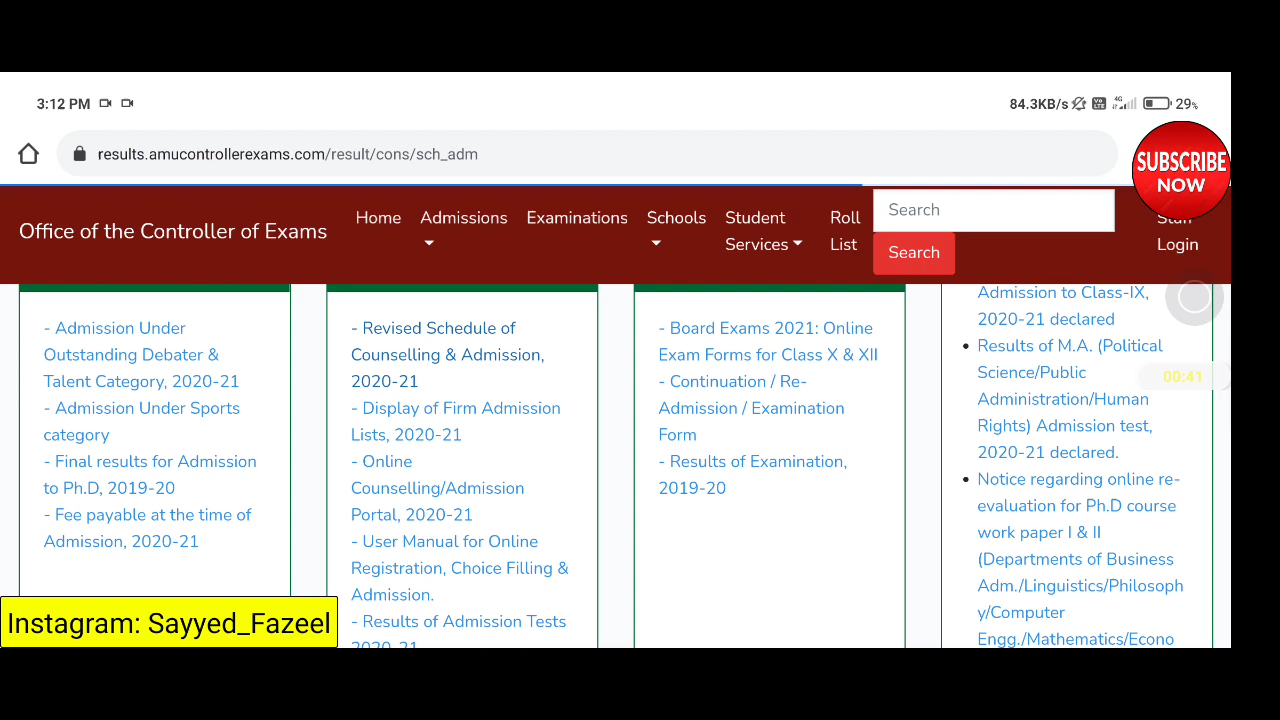 3:12 PM
84.3KB/s
Vo
LTE
4G
29%
results.amucontrollerexams.com/result/cons/sch_adm
SUBSCRIBE
NOW
Office of the Controller of Exams
Home
Admissions
Examinations
Schools
Student
Services
Roll
List
Search
Search
Staff
Login
- Admission Under
Outstanding Debater &
Talent Category, 2020-21
- Admission Under Sports
category
- Final results for Admission
to Ph.D, 2019-20
- Fee payable at the time of
Admission, 2020-21
- Revised Schedule of
Counselling & Admission,
2020-21
- Display of Firm Admission
Lists, 2020-21
- Online
Counselling/Admission
Portal, 2020-21
- User Manual for Online
Registration, Choice Filling &
Admission.
- Results of Admission Tests
2020-21
- Board Exams 2021: Online
Exam Forms for Class X & XII
- Continuation / Re-
Admission / Examination
Form
- Results of Examination,
2019-20
Admission to Class-IX,
2020-21 declared
• Results of M.A. (Political
Science/Public
Administration/Human
Rights) Admission test,
2020-21 declared.
• Notice regarding online re-
evaluation for Ph.D course
work paper I & II
(Departments of Business
Adm./Linguistics/Philosoph
y/Computer
Engg./Mathematics/Econo
00:41
Instagram: Sayyed_Fazeel